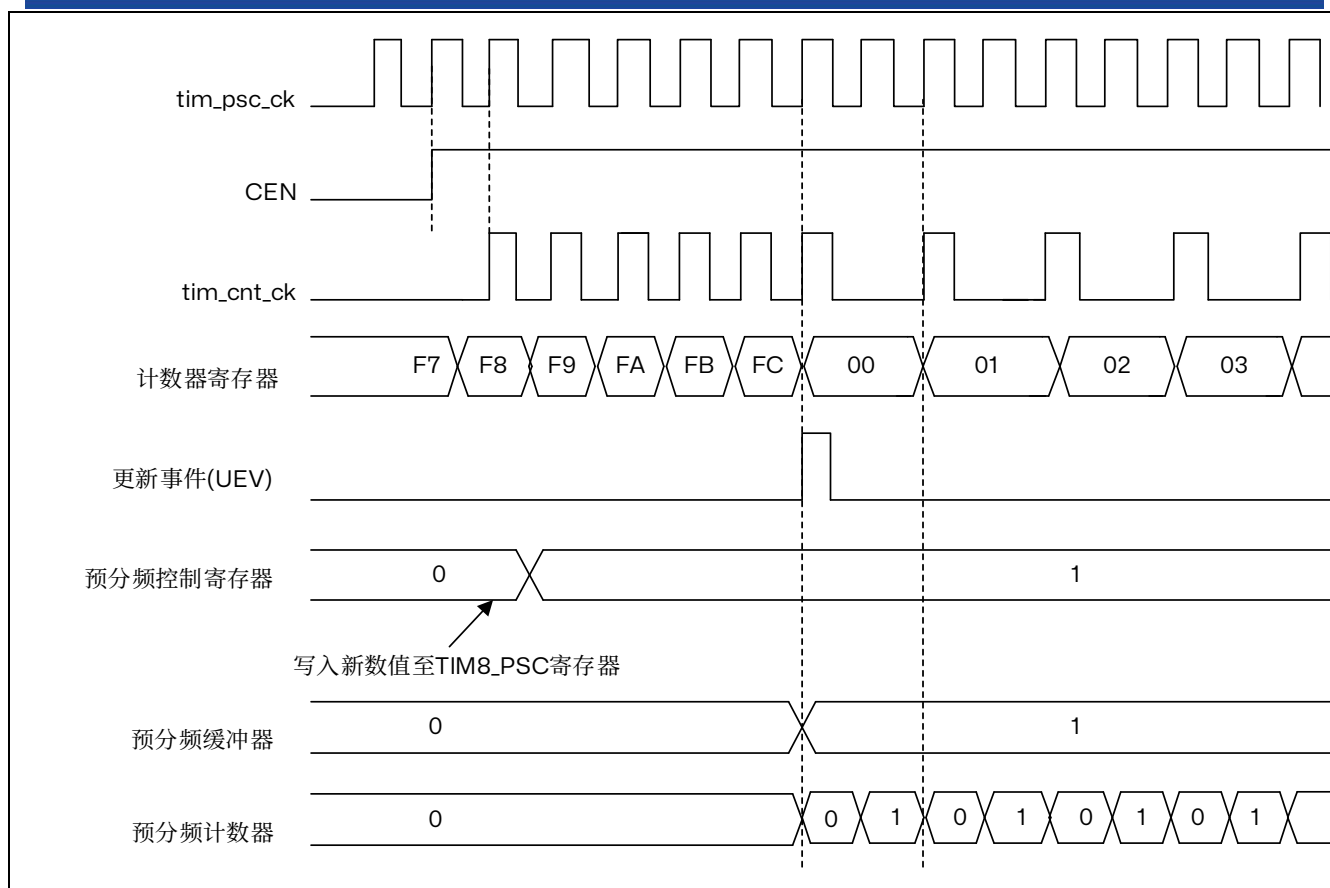 tim_psc_ck
CEN
tim_cnt_ck
计数器寄存器 F7 F8 F9 FA FB FC 00 01 02 03
更新事件(UEV)
预分频控制寄存器 0 1
写入新数值至TIM8_PSC寄存器
预分频缓冲器 0 1
预分频计数器 0 0 1 0 1 0 1 0 1